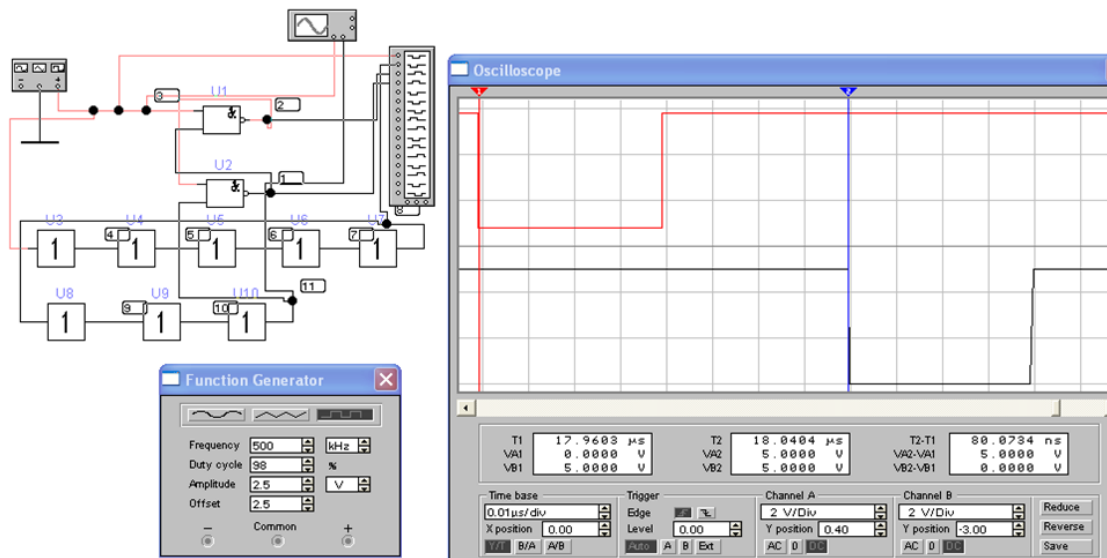 U1
3
2
U2
1
8
U3
U4
U5
U6
U7
4
5
6
7
1
1
1
1
1
11
U8
U9
U10
9
10
1
1
1
Function Generator
Frequency 500 kHz
Duty cycle 98 %
Amplitude 2.5 V
Offset 2.5
− Common +
Oscilloscope
1 2
T1 17.9603 µs T2 18.0404 µs T2-T1 80.0734 ns
VA1 0.0000 V VA2 5.0000 V VA2-VA1 5.0000 V
VB1 5.0000 V VB2 5.0000 V VB2-VB1 0.0000 V
Time base Trigger Channel A Channel B
0.01µs/div Edge 2 V/Div 2 V/Div Reduce
X position 0.00 Level 0.00 Y position 0.40 Y position -3.00 Reverse
Y/T B/A A/B Auto A B Ext AC 0 DC AC 0 DC Save